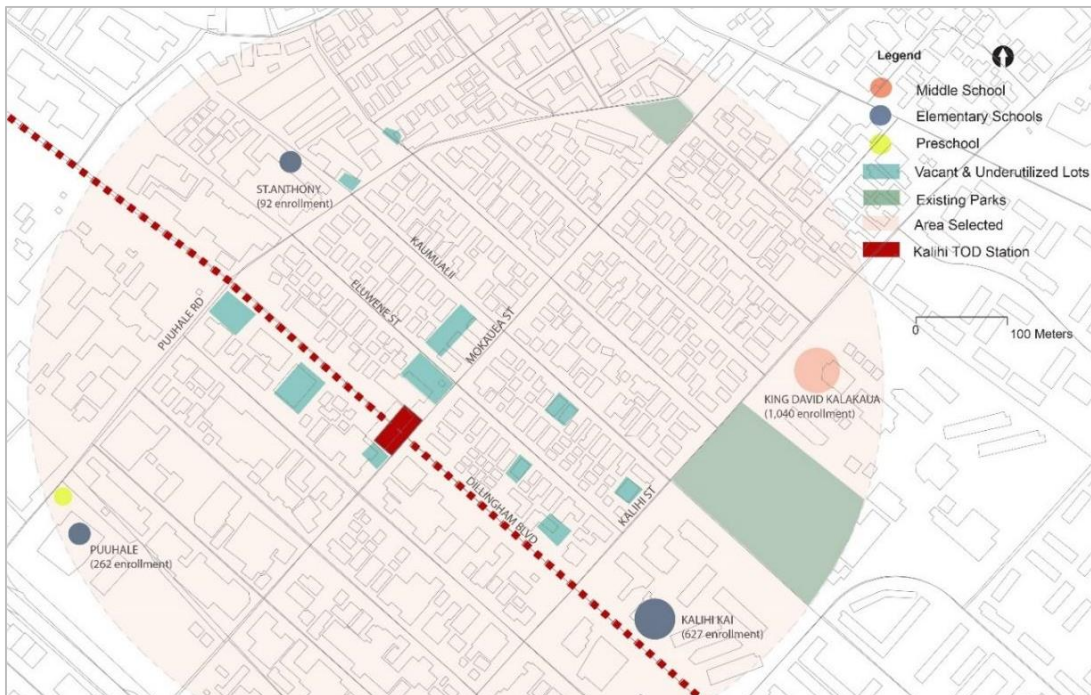 Legend
Middle School
Elementary Schools
Preschool
Vacant & Underutilized Lots
Existing Parks
Area Selected
Kalihi TOD Station
0
100 Meters
ST.ANTHONY
(92 enrollment)
KAUMUALII
ELUWENE ST
PUUHALE RD
MOKAUEA ST
KING DAVID KALAKAUA
(1,040 enrollment)
DILLINGHAM BLVD
KALIHI ST
PUUHALE
(262 enrollment)
KALIHI KAI
(627 enrollment)